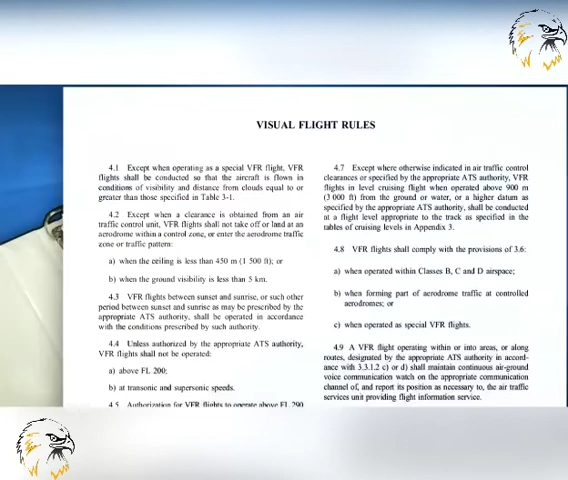 VISUAL FLIGHT RULES
4.1 Except when operating as a special VFR flight, VFR
flights shall be conducted so that the aircraft is flown in
conditions of visibility and distance from clouds equal to or
greater than those specified in Table 3-1.
4.2 Except when a clearance is obtained from an air
traffic control unit, VFR flights shall not take off or land at an
aerodrome within a control zone, or enter the aerodrome traffic
zone or traffic pattern:
a) when the ceiling is less than 450 m (1 500 ft); or
b) when the ground visibility is less than 5 km.
4.3 VFR flights between sunset and sunrise, or such other
period between sunset and sunrise as may be prescribed by the
appropriate ATS authority, shall be operated in accordance
with the conditions prescribed by such authority.
4.4 Unless authorized by the appropriate ATS authority,
VFR flights shall not be operated:
a) above FL 200;
b) at transonic and supersonic speeds.
4.5 Authorization for VFR flights to operate above FL 290
4.7 Except where otherwise indicated in air traffic control
clearances or specified by the appropriate ATS authority, VFR
flights in level cruising flight when operated above 900 m
(3 000 ft) from the ground or water, or a higher datum as
specified by the appropriate ATS authority, shall be conducted
at a flight level appropriate to the track as specified in the
tables of cruising levels in Appendix 3.
4.8 VFR flights shall comply with the provisions of 3.6:
a) when operated within Classes B, C and D airspace;
b) when forming part of aerodrome traffic at controlled
aerodromes; or
c) when operated as special VFR flights.
4.9 A VFR flight operating within or into areas, or along
routes, designated by the appropriate ATS authority in accord-
ance with 3.3.1.2 c) or d) shall maintain continuous air-ground
voice communication watch on the appropriate communication
channel of, and report its position as necessary to, the air traffic
services unit providing flight information service.